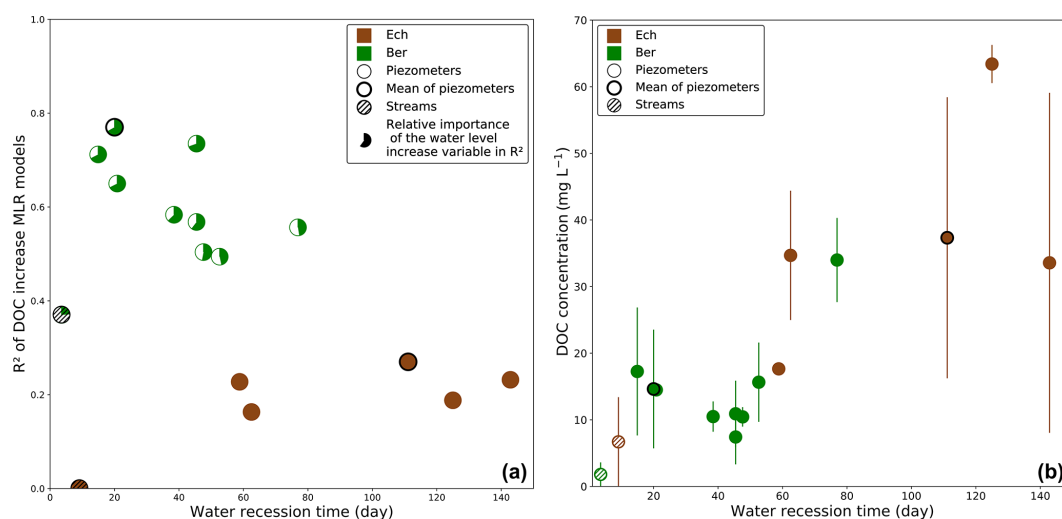 1.0
0.8
0.6
0.4
0.2
0.0
R² of DOC increase MLR models
0
20
40
60
80
100
120
140
Water recession time (day)
Ech
Ber
Piezometers
Mean of piezometers
Streams
Relative importance
of the water level
increase variable in R²
(a)
70
60
50
40
30
20
10
0
DOC concentration (mg L⁻¹)
20
40
60
80
100
120
140
Water recession time (day)
Ech
Ber
Piezometers
Mean of piezometers
Streams
(b)